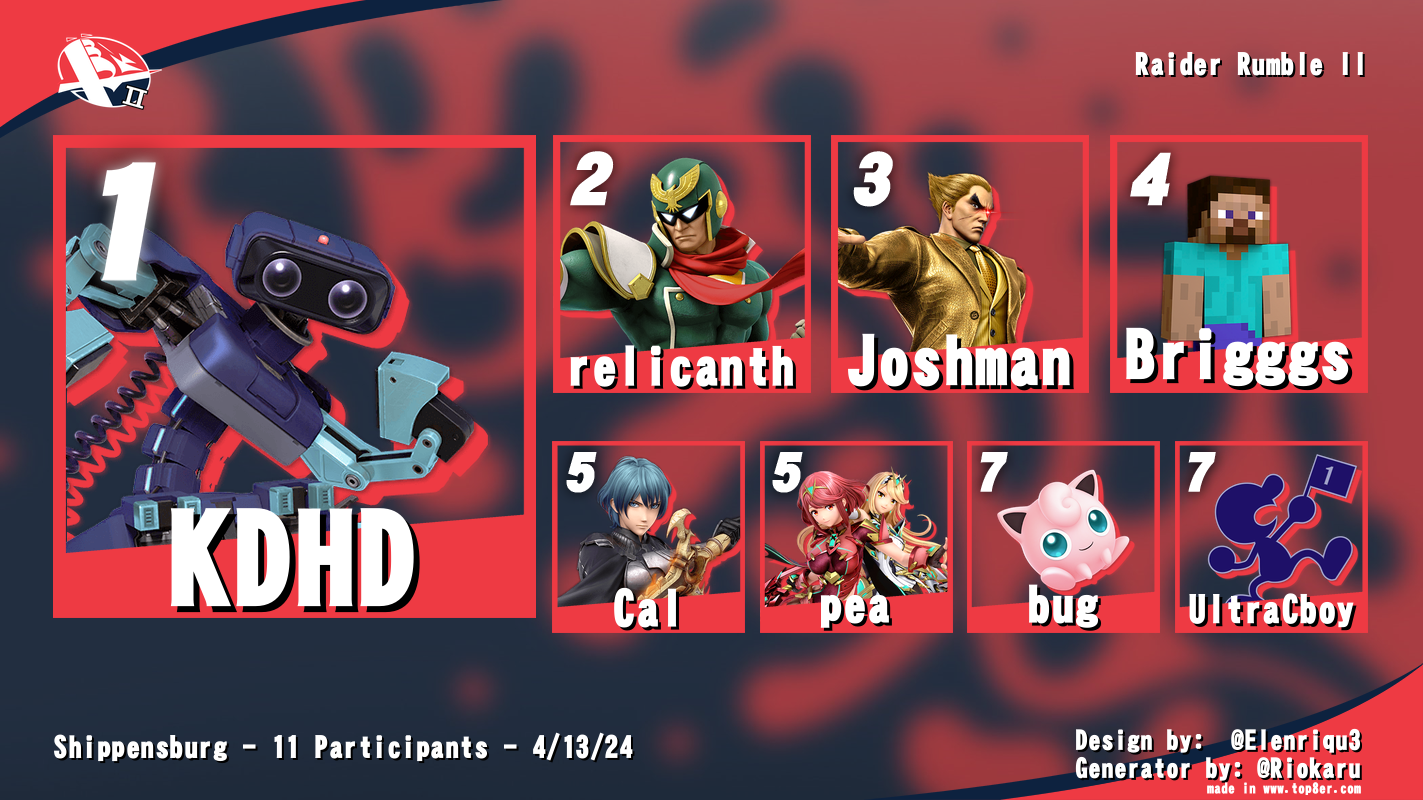 II
Raider Rumble II
1
KDHD
2
relicanth
3
Joshman
4
Brigggs
5
Cal
5
pea
7
bug
7
1
UltraCboy
Shippensburg - 11 Participants - 4/13/24
Design by: @Elenriqu3
Generator by: @Riokaru
made in www.top8er.com